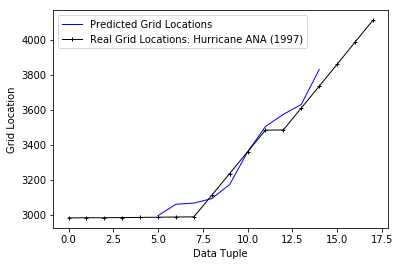 Predicted Grid Locations
Real Grid Locations: Hurricane ANA (1997)
Grid Location
4000
3800
3600
3400
3200
3000
0.0 2.5 5.0 7.5 10.0 12.5 15.0 17.5
Data Tuple